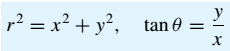 r² = x² + y², tan θ = y/x